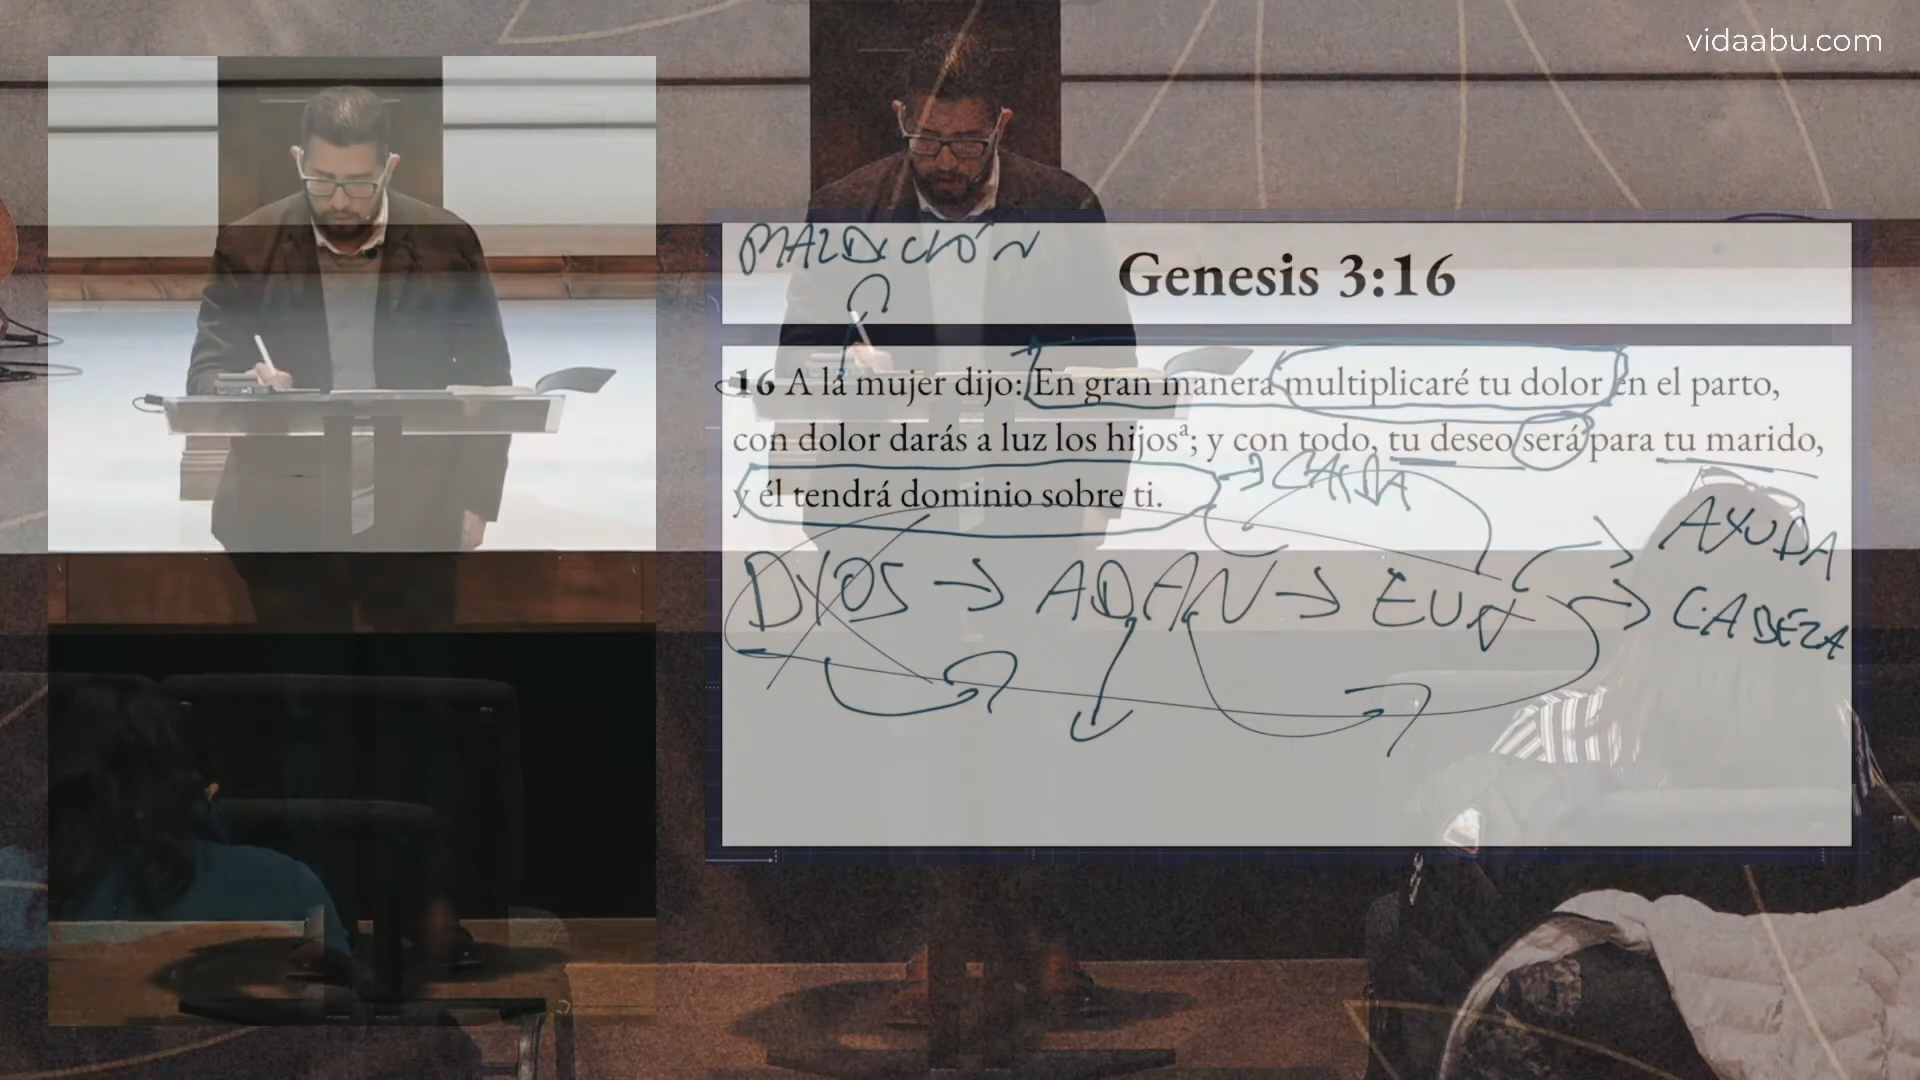 vidaabu.com
MALDICIÓN
Genesis 3:16
16 A la mujer dijo: En gran manera multiplicaré tu dolor en el parto,
con dolor darás a luz los hijosª; y con todo, tu deseo será para tu marido,
y él tendrá dominio sobre ti.
→ CAIDA
AYUDA
DIOS → ADAN → EVA
CABEZA